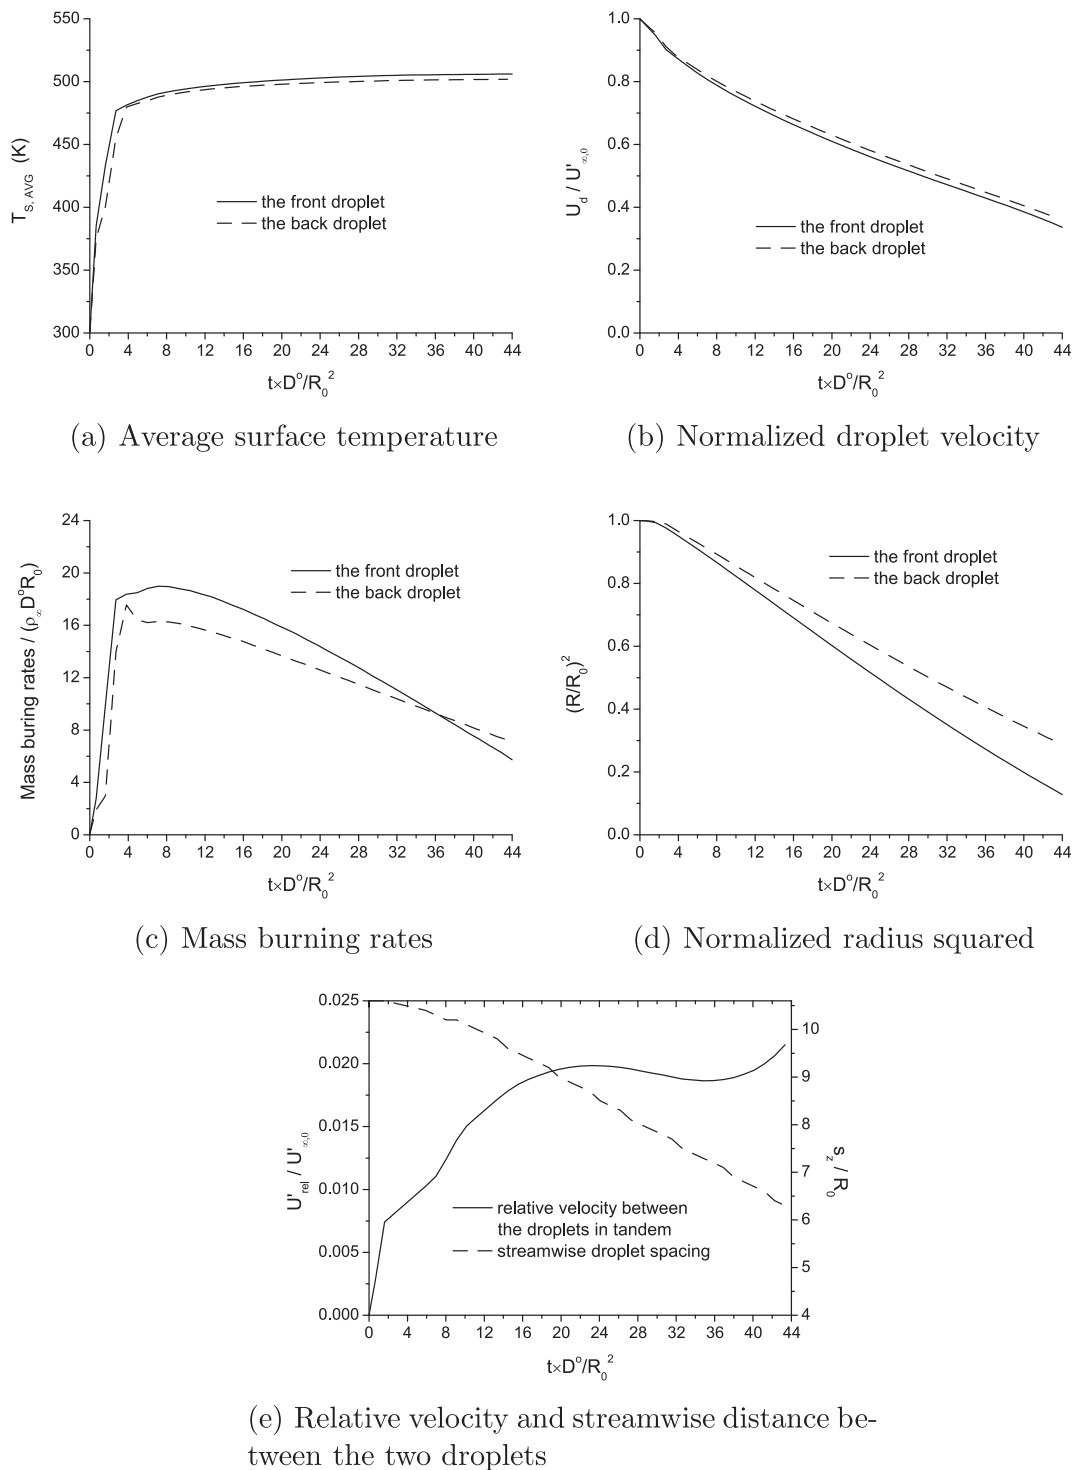 550
500
450
400
350
300
T_S, AVG (K)
the front droplet
the back droplet
0 4 8 12 16 20 24 28 32 36 40 44
t×D°/R_0^2
(a) Average surface temperature
1.0
0.8
0.6
0.4
0.2
0.0
U_d / U'_∞,0
the front droplet
the back droplet
0 4 8 12 16 20 24 28 32 36 40 44
t×D°/R_0^2
(b) Normalized droplet velocity
24
20
16
12
8
4
0
Mass buring rates / (ρ_∞D°R_0)
the front droplet
the back droplet
0 4 8 12 16 20 24 28 32 36 40 44
t×D°/R_0^2
(c) Mass burning rates
1.0
0.8
0.6
0.4
0.2
0.0
(R/R_0)^2
the front droplet
the back droplet
0 4 8 12 16 20 24 28 32 36 40 44
t×D°/R_0^2
(d) Normalized radius squared
0.025
0.020
0.015
0.010
0.005
0.000
U'_rel / U'_∞,0
relative velocity between
the droplets in tandem
streamwise droplet spacing
10
9
8
7
6
5
4
s_z / R_0
0 4 8 12 16 20 24 28 32 36 40 44
t×D°/R_0^2
(e) Relative velocity and streamwise distance be-
tween the two droplets